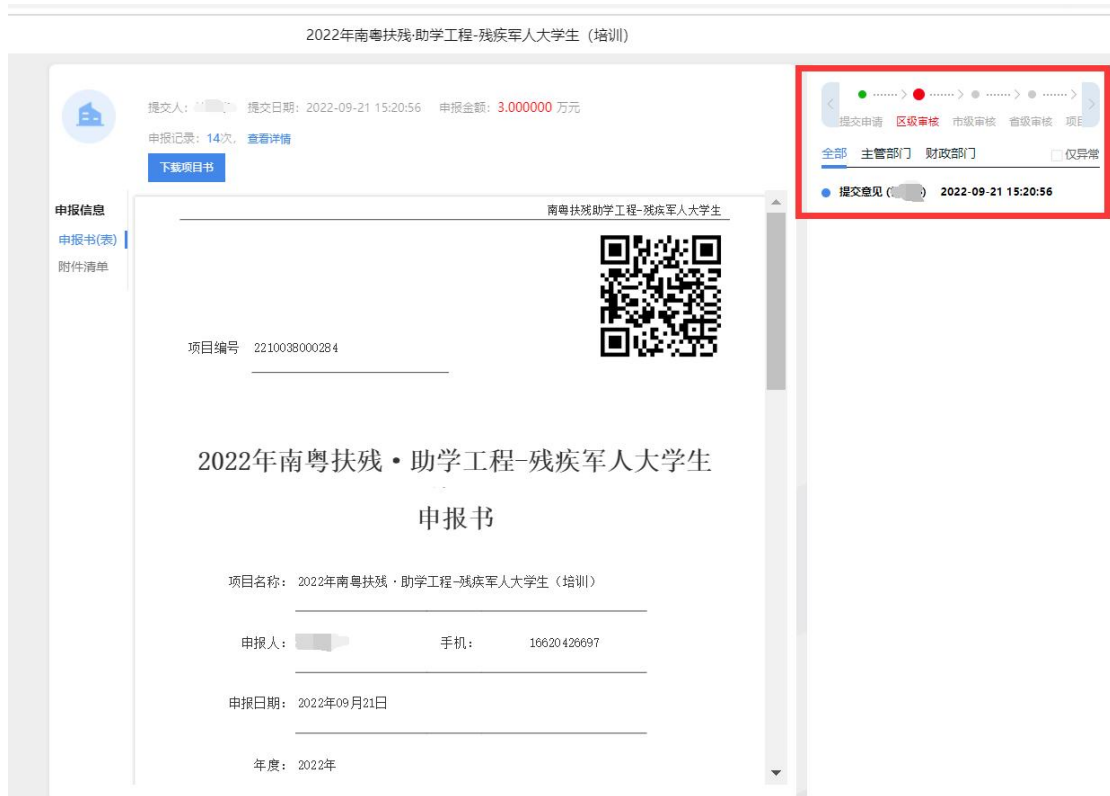 2022年南粤扶残·助学工程-残疾军人大学生（培训）
提交人： 提交日期：2022-09-21 15:20:56 申报金额：3.000000 万元
申报记录：14次，查看详情
下载项目书
申报信息
申报书(表)
附件清单
南粤扶残助学工程-残疾军人大学生
项目编号 2210038000284
2022年南粤扶残·助学工程-残疾军人大学生
申报书
项目名称：2022年南粤扶残·助学工程-残疾军人大学生（培训）
申报人： 手机：16620426697
申报日期：2022年09月21日
年度：2022年
提交申请 区级审核 市级审核 省级审核 项目
全部 主管部门 财政部门 仅异常
提交意见 ( ) 2022-09-21 15:20:56